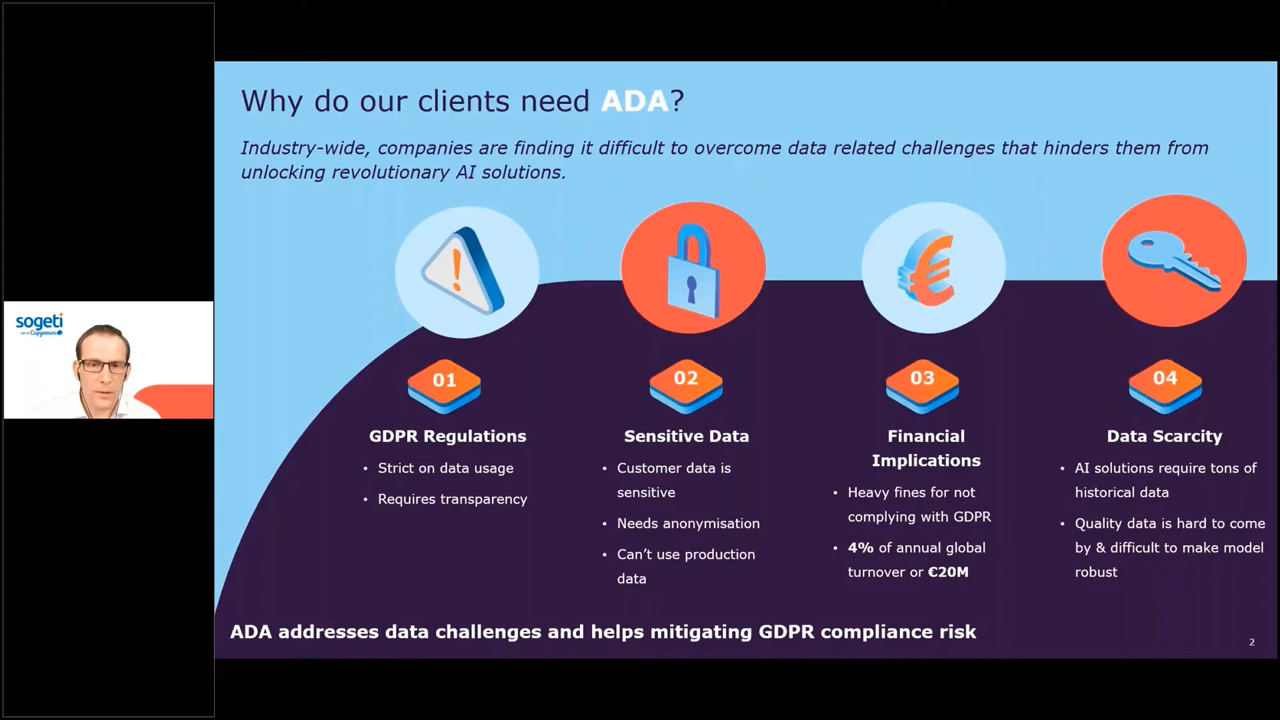 Why do our clients need ADA?
Industry-wide, companies are finding it difficult to overcome data related challenges that hinders them from
unlocking revolutionary AI solutions.
sogeti
Part of Capgemini
01
GDPR Regulations
• Strict on data usage
• Requires transparency
02
Sensitive Data
• Customer data is
sensitive
• Needs anonymisation
• Can’t use production
data
03
Financial
Implications
• Heavy fines for not
complying with GDPR
• 4% of annual global
turnover or €20M
04
Data Scarcity
• AI solutions require tons of
historical data
• Quality data is hard to come
by & difficult to make model
robust
ADA addresses data challenges and helps mitigating GDPR compliance risk
2